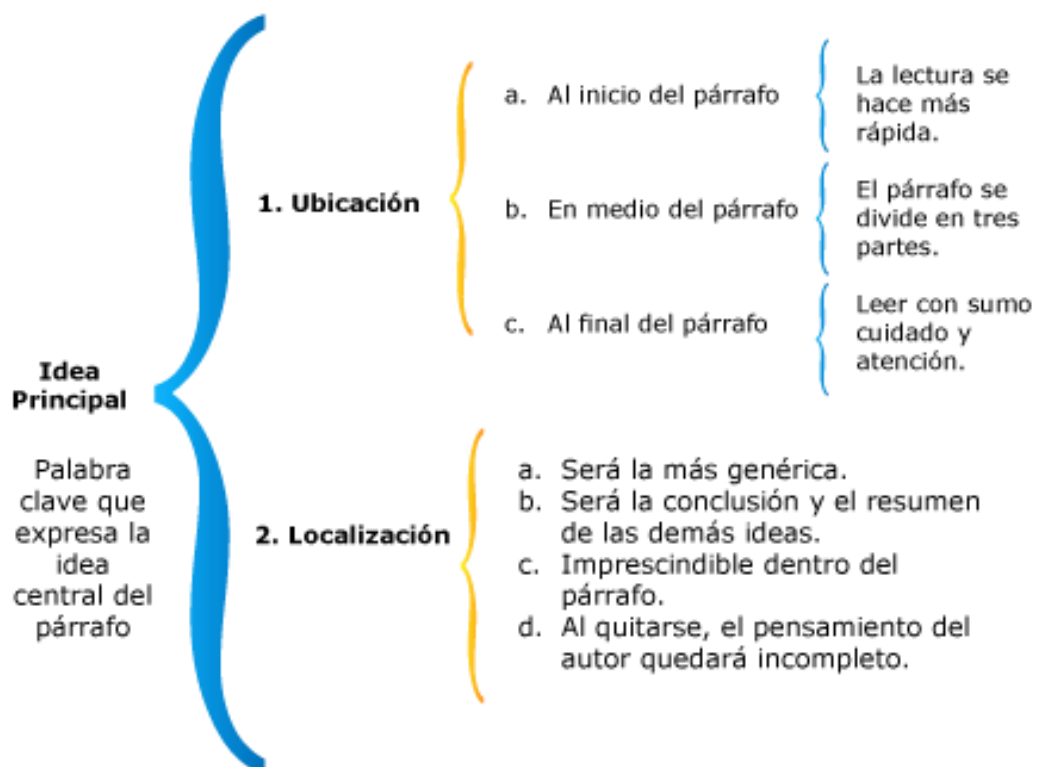 Idea
Principal
Palabra
clave que
expresa la
idea
central del
párrafo
1. Ubicación
a. Al inicio del párrafo
La lectura se
hace más
rápida.
b. En medio del párrafo
El párrafo se
divide en tres
partes.
c. Al final del párrafo
Leer con sumo
cuidado y
atención.
2. Localización
a. Será la más genérica.
b. Será la conclusión y el resumen
de las demás ideas.
c. Imprescindible dentro del
párrafo.
d. Al quitarse, el pensamiento del
autor quedará incompleto.